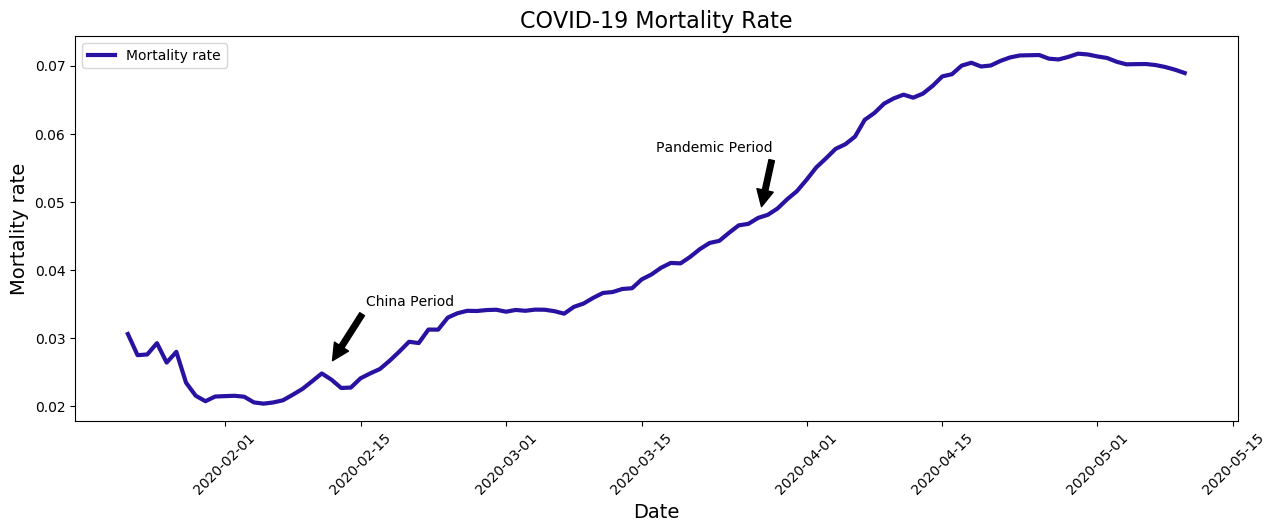 COVID-19 Mortality Rate
Mortality rate
0.07
0.06
0.05
0.04
0.03
0.02
Mortality rate
Pandemic Period
China Period
2020-02-01
2020-02-15
2020-03-01
2020-03-15
2020-04-01
2020-04-15
2020-05-01
2020-05-15
Date